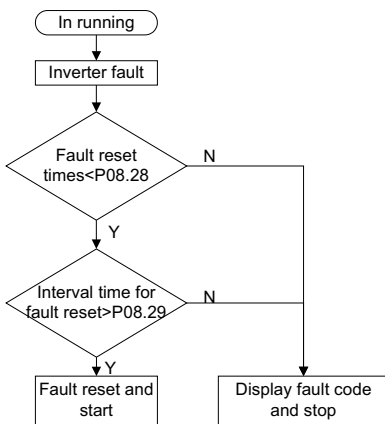 In running
Inverter fault
Fault reset
times<P08.28
N
Y
Interval time for
fault reset>P08.29
N
Y
Fault reset and
start
Display fault code
and stop